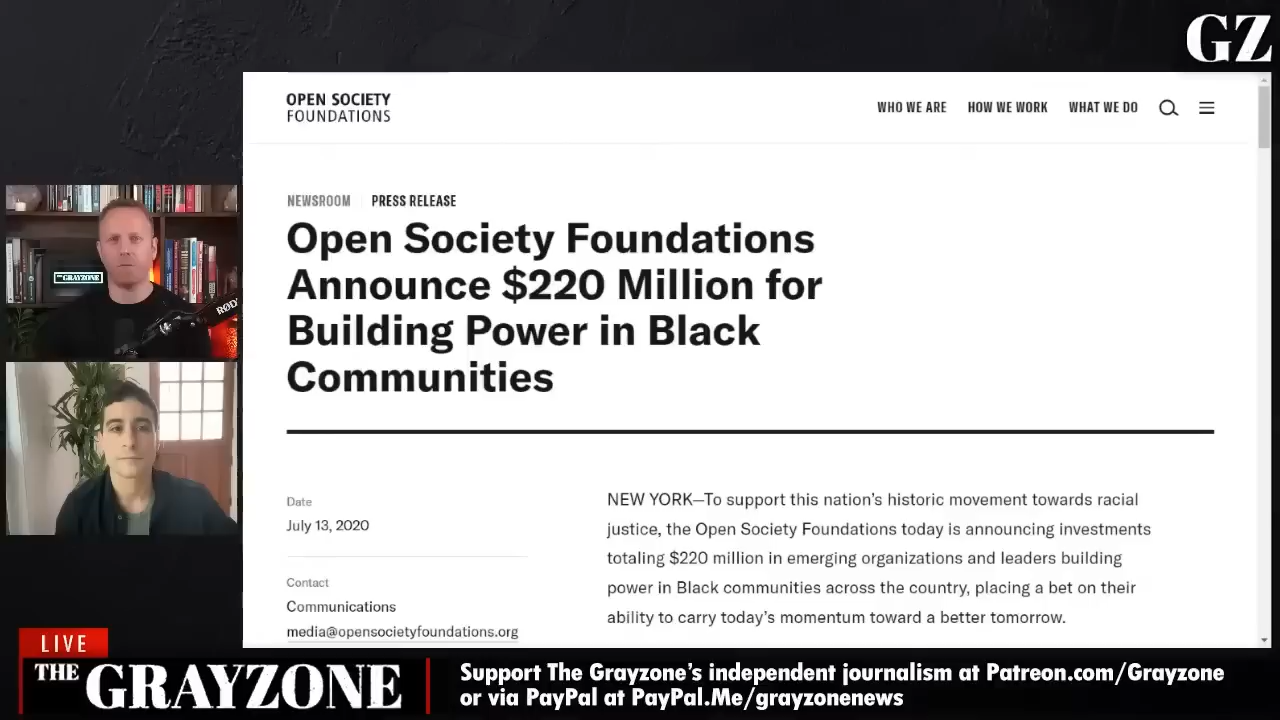 GZ
OPEN SOCIETY
FOUNDATIONS
WHO WE ARE HOW WE WORK WHAT WE DO
NEWSROOM PRESS RELEASE
Open Society Foundations
Announce $220 Million for
Building Power in Black
Communities
Date
July 13, 2020
Contact
Communications
media@opensocietyfoundations.org
NEW YORK—To support this nation's historic movement towards racial
justice, the Open Society Foundations today is announcing investments
totaling $220 million in emerging organizations and leaders building
power in Black communities across the country, placing a bet on their
ability to carry today's momentum toward a better tomorrow.
THE GRAYZONE
RØDE
LIVE
THE GRAYZONE
Support The Grayzone's independent journalism at Patreon.com/Grayzone
or via PayPal at PayPal.Me/grayzonenews